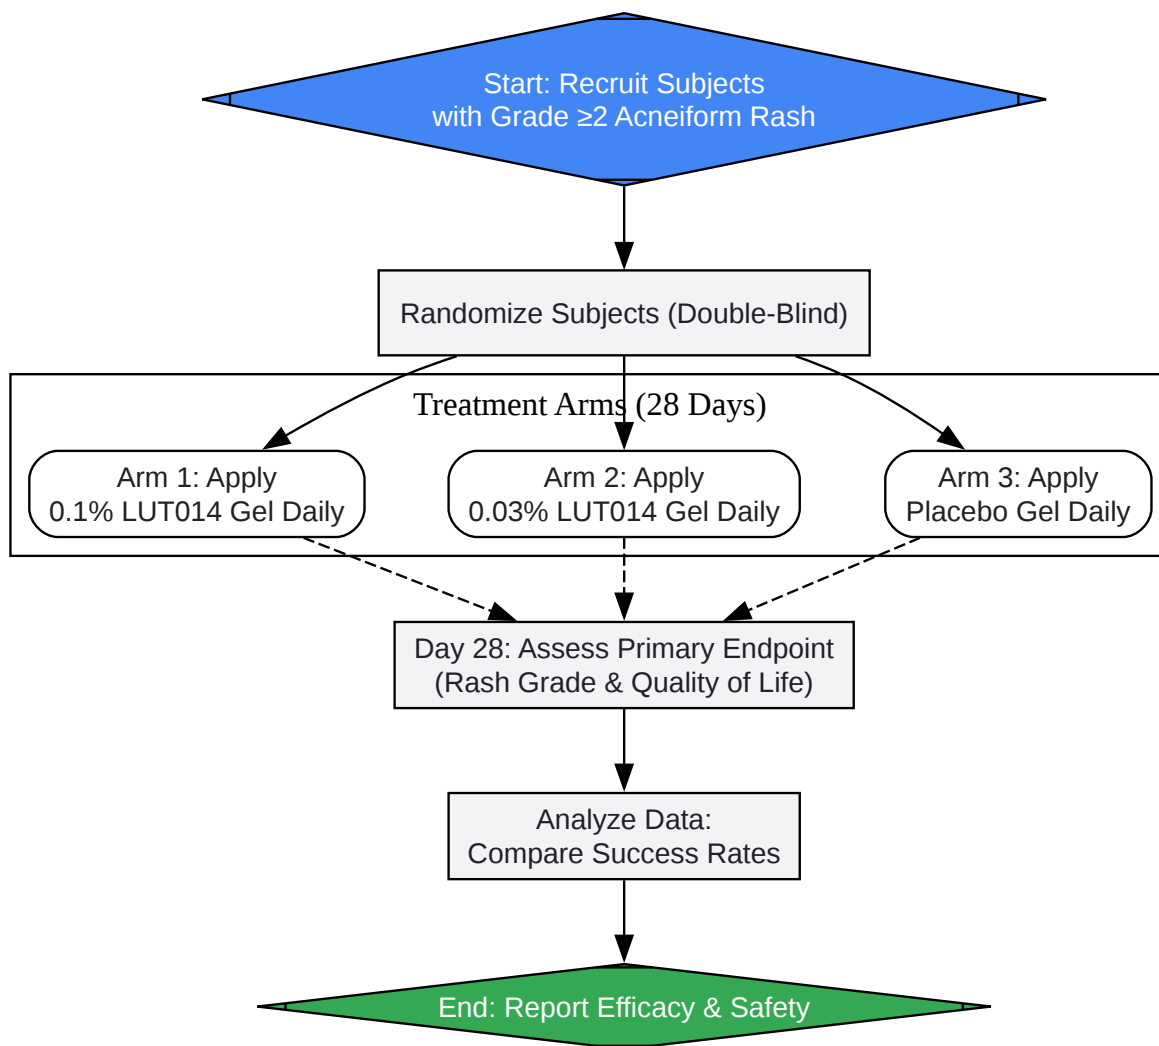 Start: Recruit Subjects
with Grade ≥2 Acneiform Rash
Randomize Subjects (Double-Blind)
Treatment Arms (28 Days)
Arm 1: Apply
0.1% LUT014 Gel Daily
Arm 2: Apply
0.03% LUT014 Gel Daily
Arm 3: Apply
Placebo Gel Daily
Day 28: Assess Primary Endpoint
(Rash Grade & Quality of Life)
Analyze Data:
Compare Success Rates
End: Report Efficacy & Safety